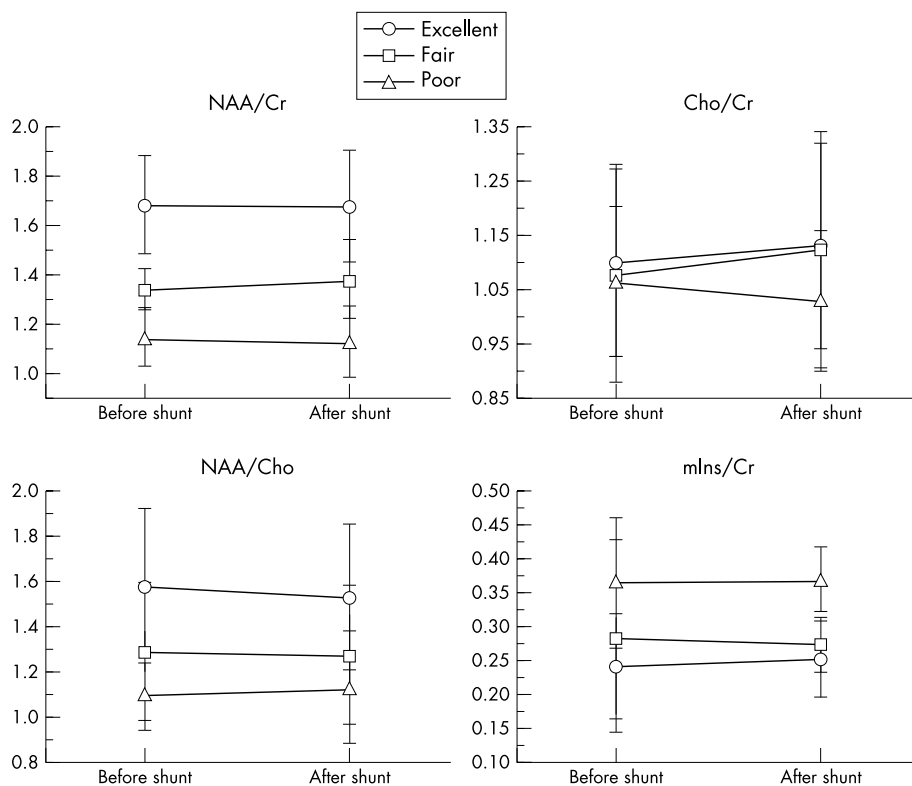 Excellent
Fair
Poor
NAA/Cr
2.0
1.8
1.6
1.4
1.2
1.0
Before shunt
After shunt
Cho/Cr
1.35
1.25
1.15
1.05
0.95
0.85
Before shunt
After shunt
NAA/Cho
2.0
1.8
1.6
1.4
1.2
1.0
0.8
Before shunt
After shunt
mIns/Cr
0.50
0.45
0.40
0.35
0.30
0.25
0.20
0.15
0.10
Before shunt
After shunt